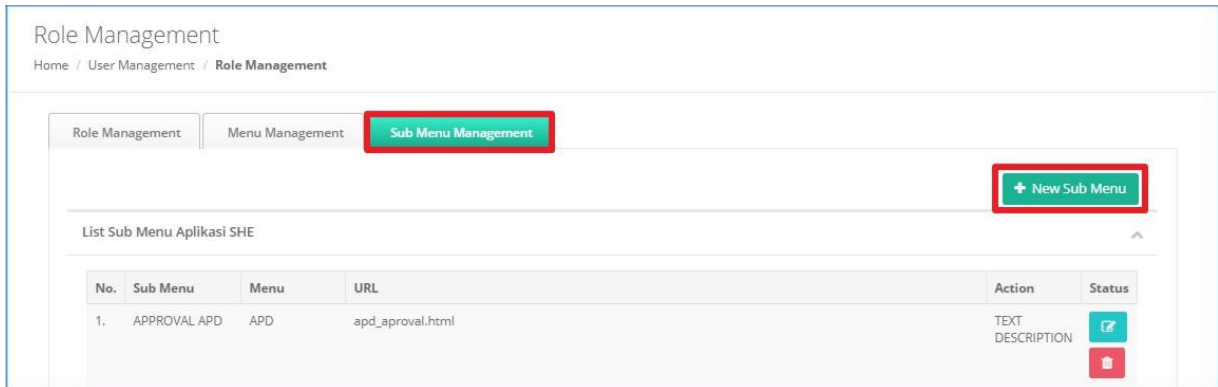 Role Management
Home / User Management / Role Management
Role Management Menu Management Sub Menu Management
+ New Sub Menu
List Sub Menu Aplikasi SHE
No. Sub Menu Menu URL Action Status
1. APPROVAL APD APD apd_aproval.html TEXT
DESCRIPTION